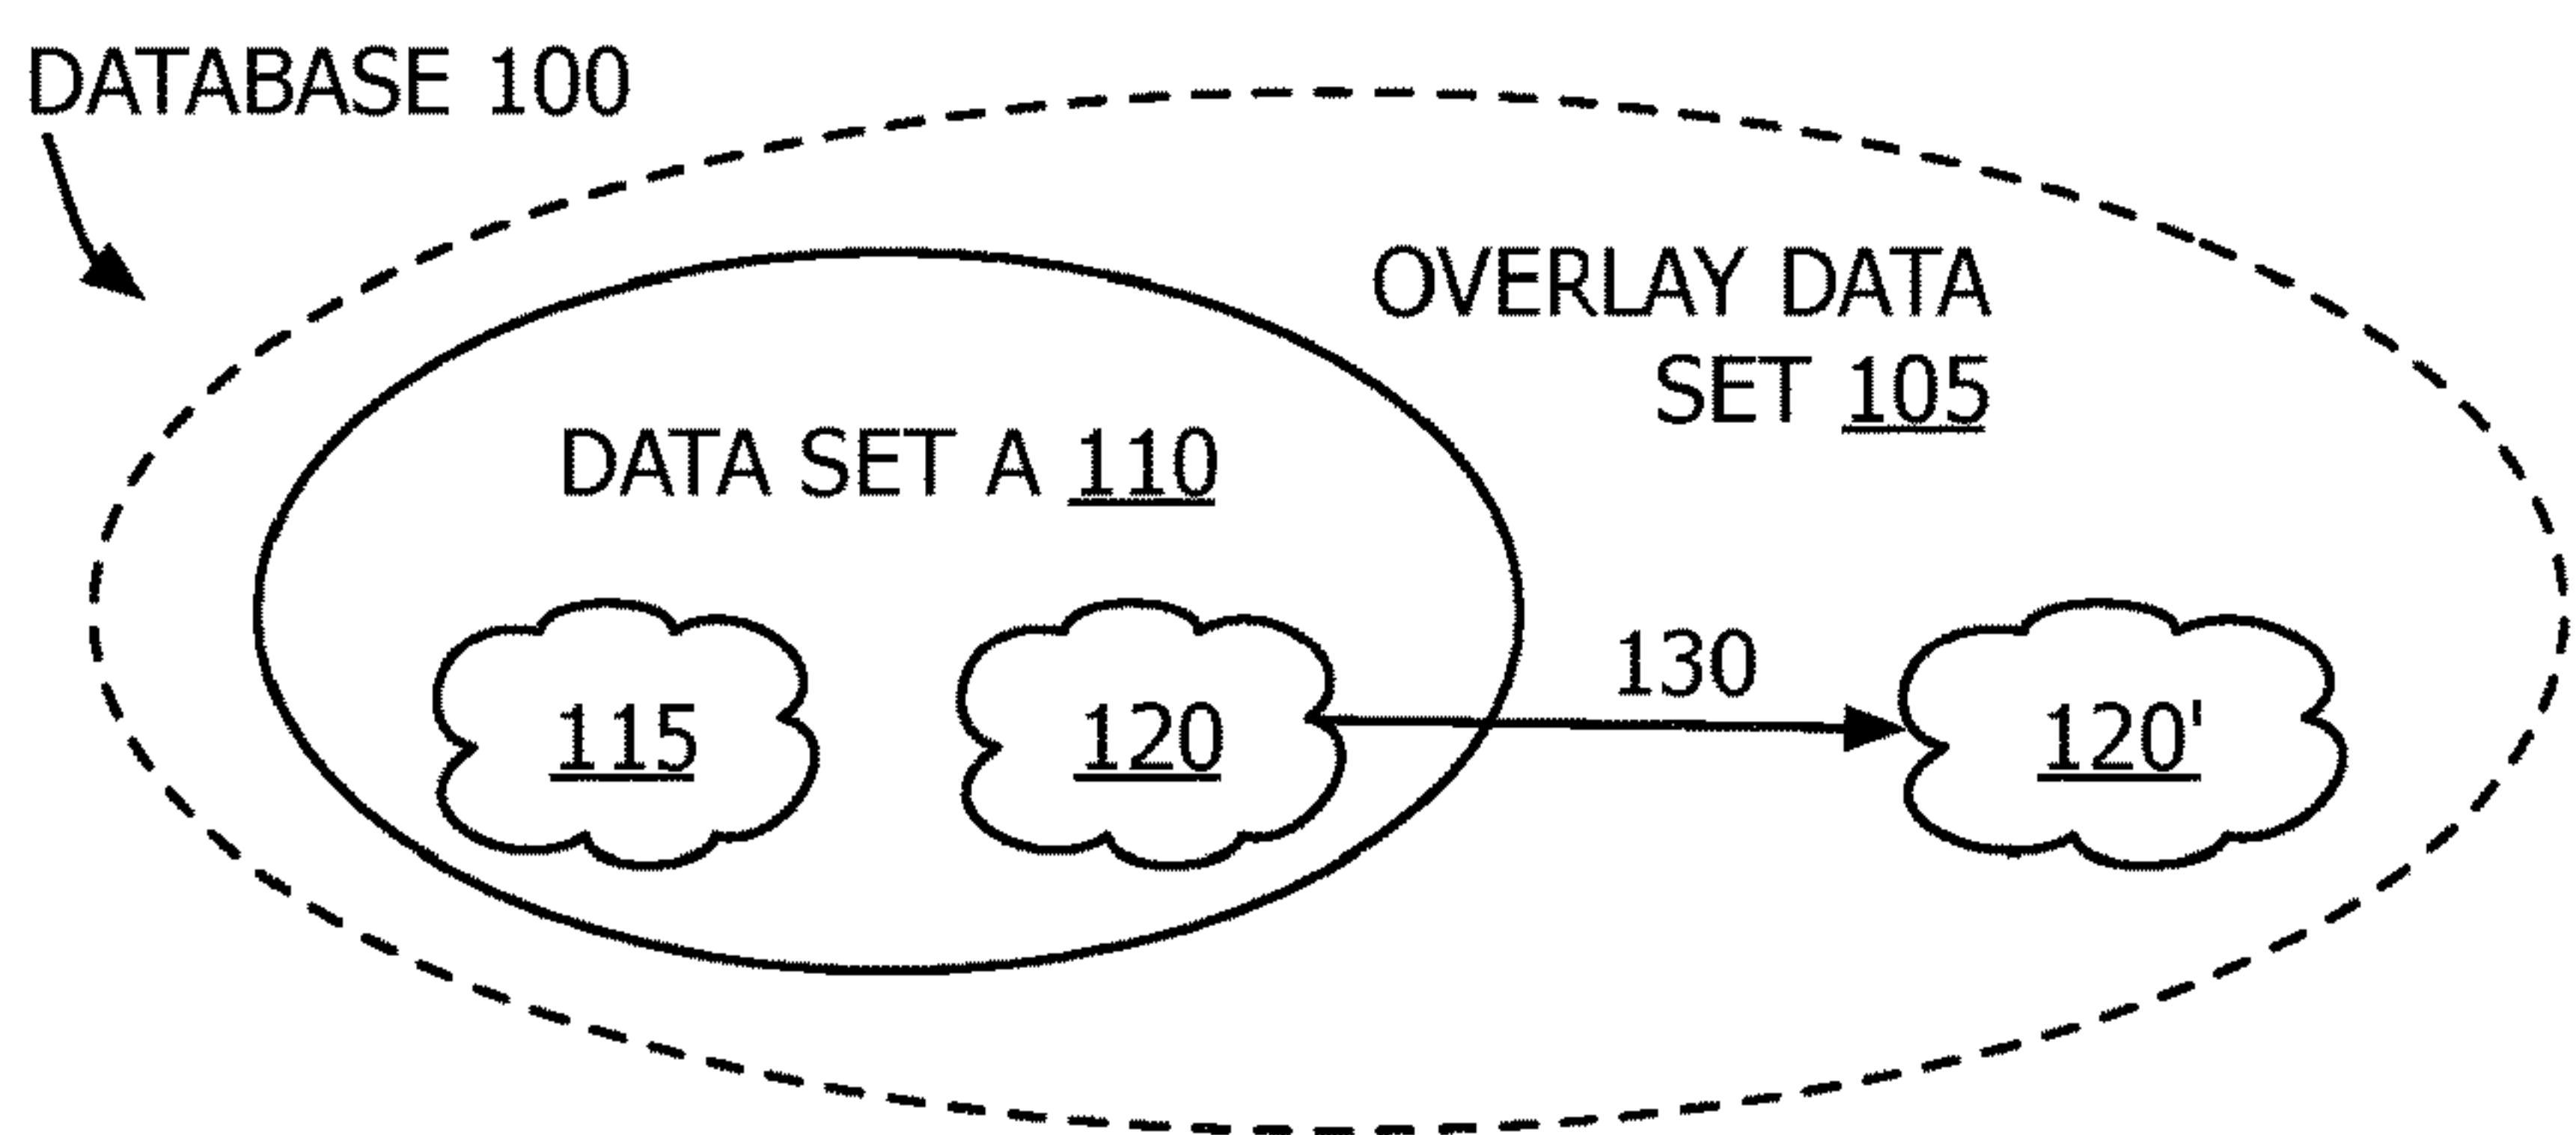 DATABASE 100
OVERLAY DATA
SET 105
DATA SET A 110
130
115
120
120'